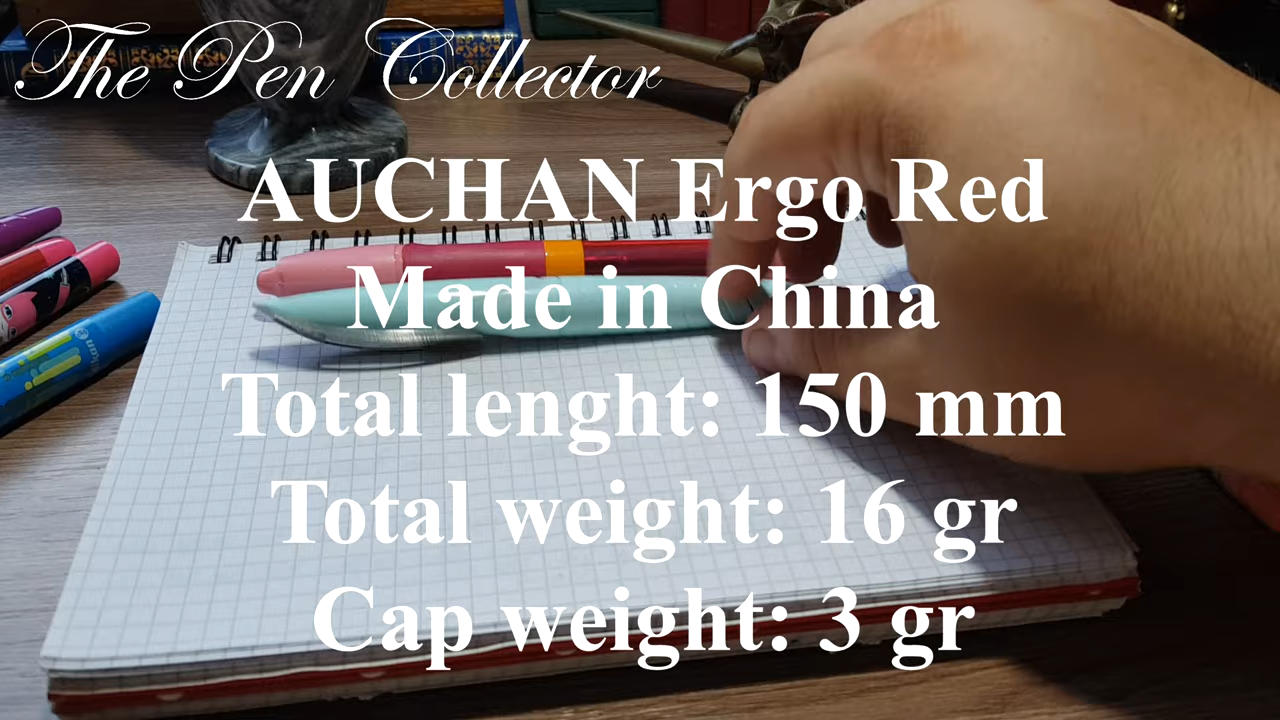 The Pen Collector
AUCHAN Ergo Red
Made in China
Total lenght: 150 mm
Total weight: 16 gr
Cap weight: 3 gr